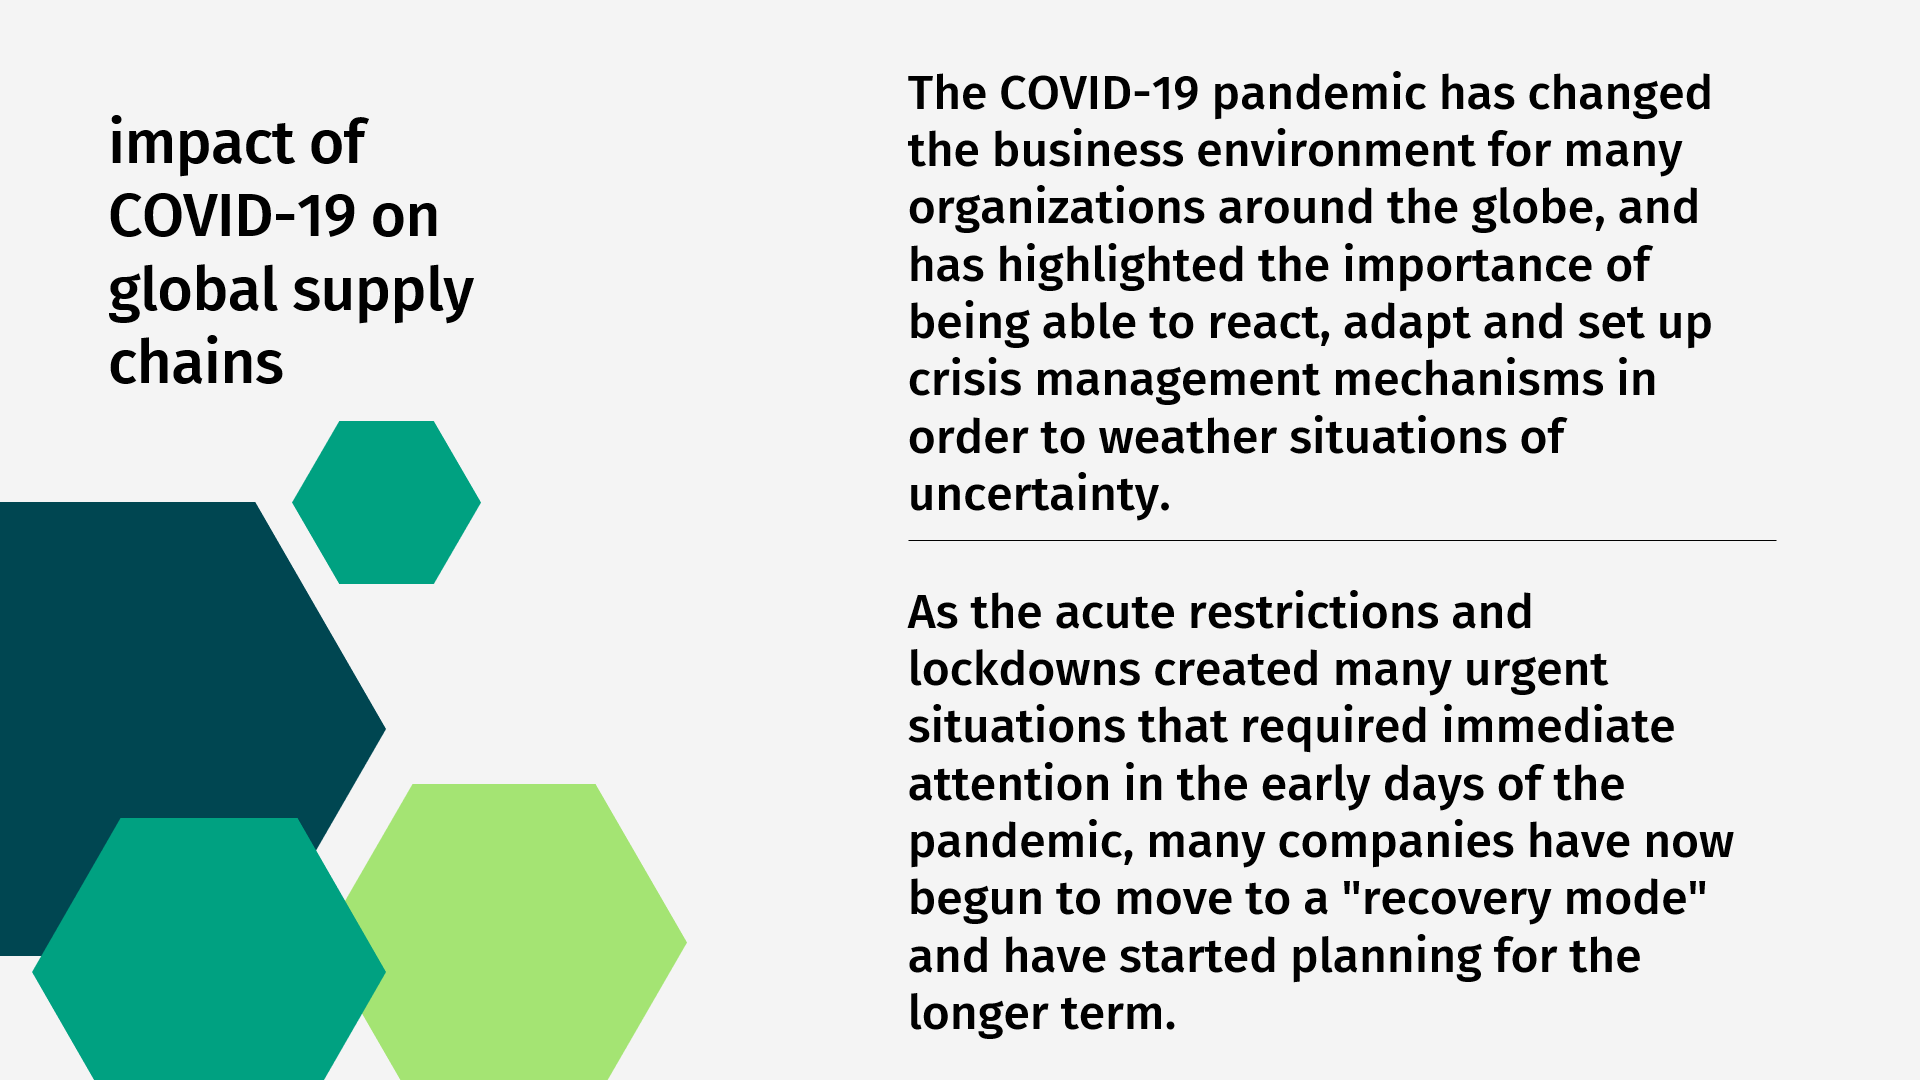 impact of
COVID-19 on
global supply
chains
The COVID-19 pandemic has changed
the business environment for many
organizations around the globe, and
has highlighted the importance of
being able to react, adapt and set up
crisis management mechanisms in
order to weather situations of
uncertainty.
As the acute restrictions and
lockdowns created many urgent
situations that required immediate
attention in the early days of the
pandemic, many companies have now
begun to move to a "recovery mode"
and have started planning for the
longer term.